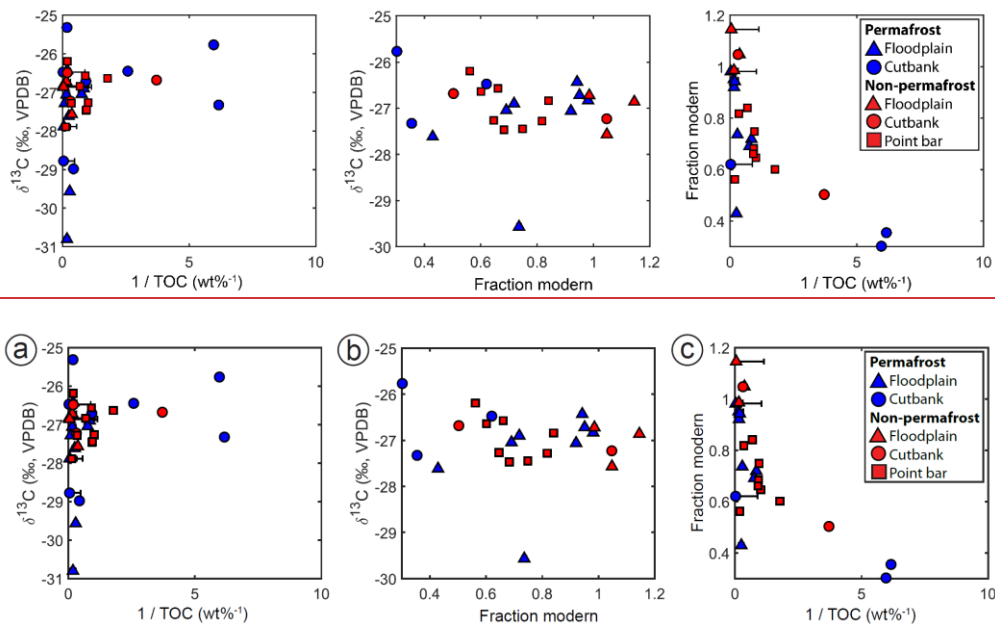 -25
-26
-27
-28
-29
-30
-31
δ¹³C (‰, VPDB)
0
5
10
1 / TOC (wt%⁻¹)
-25
-26
-27
-28
-29
-30
δ¹³C (‰, VPDB)
0.4
0.6
0.8
1
1.2
Fraction modern
1.2
1
0.8
0.6
0.4
Fraction modern
0
5
10
1 / TOC (wt%⁻¹)
Permafrost
Floodplain
Cutbank
Non-permafrost
Floodplain
Cutbank
Point bar
a
-25
-26
-27
-28
-29
-30
-31
δ¹³C (‰, VPDB)
0
5
10
1 / TOC (wt%⁻¹)
b
-25
-26
-27
-28
-29
-30
δ¹³C (‰, VPDB)
0.4
0.6
0.8
1
1.2
Fraction modern
c
1.2
1
0.8
0.6
0.4
Fraction modern
0
5
10
1 / TOC (wt%⁻¹)
Permafrost
Floodplain
Cutbank
Non-permafrost
Floodplain
Cutbank
Point bar